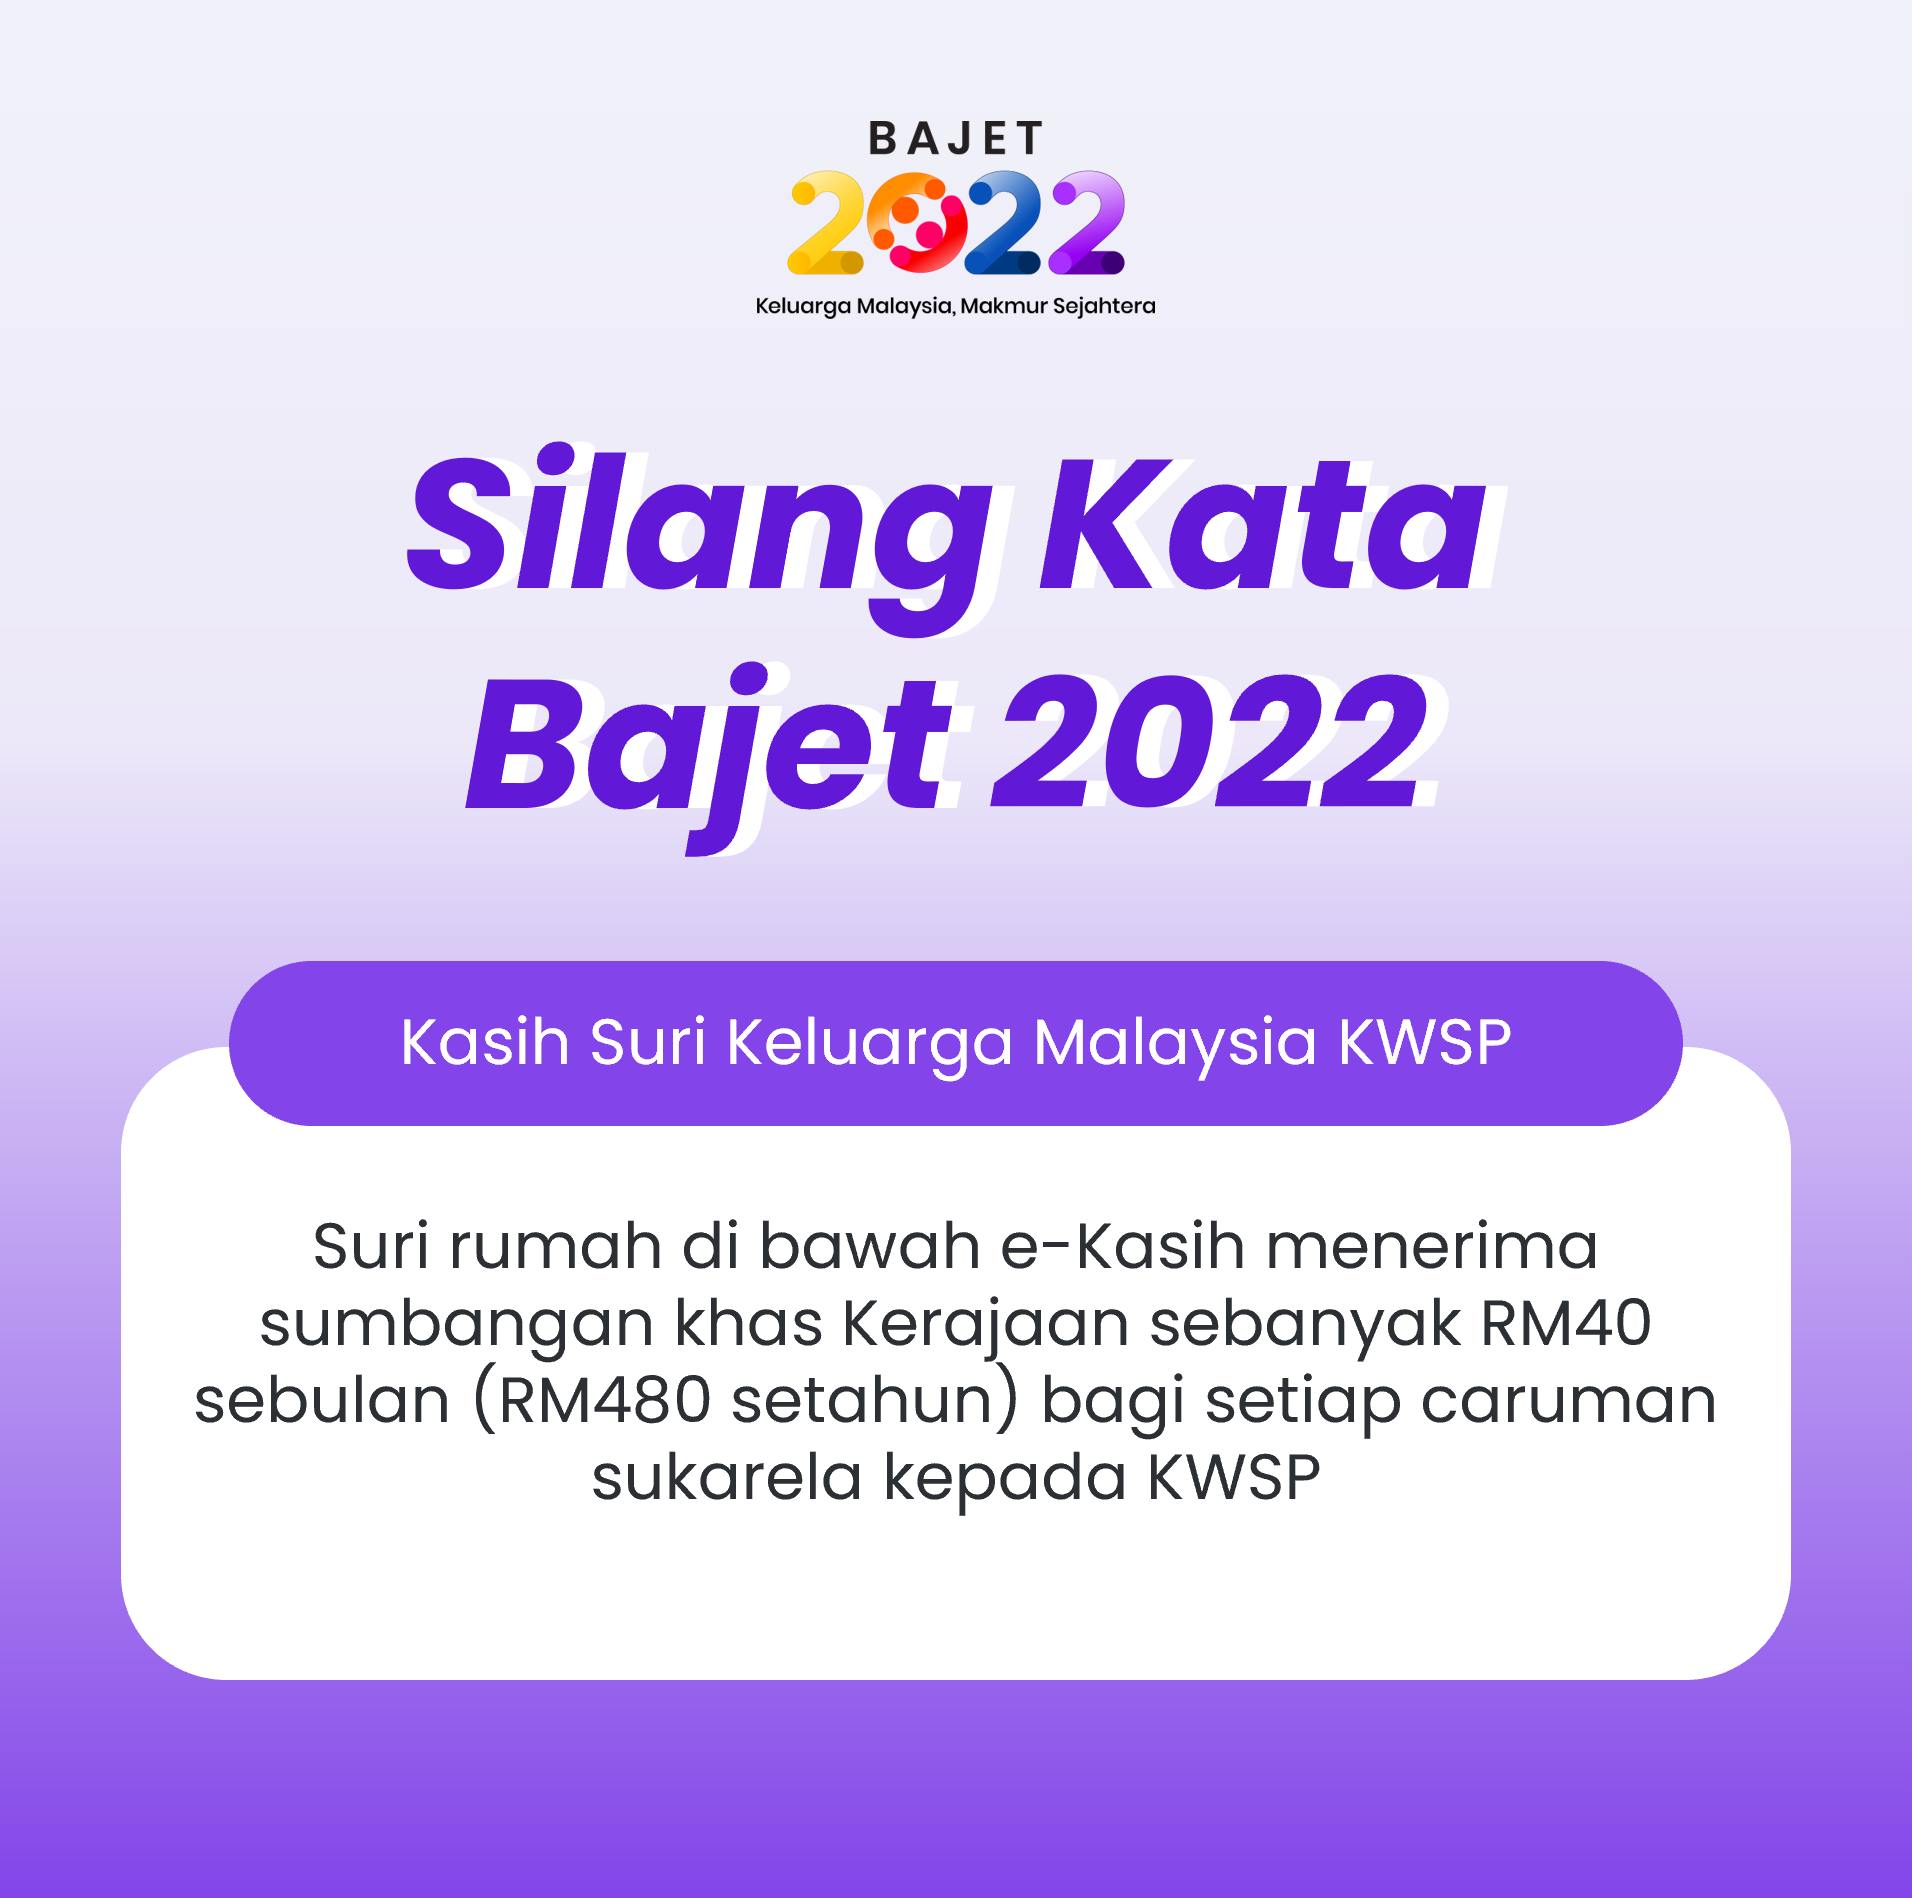 BAJET
2022
Keluarga Malaysia, Makmur Sejahtera
Silang Kata
Bajet 2022
Kasih Suri Keluarga Malaysia KWSP
Suri rumah di bawah e-Kasih menerima
sumbangan khas Kerajaan sebanyak RM40
sebulan (RM480 setahun) bagi setiap caruman
sukarela kepada KWSP